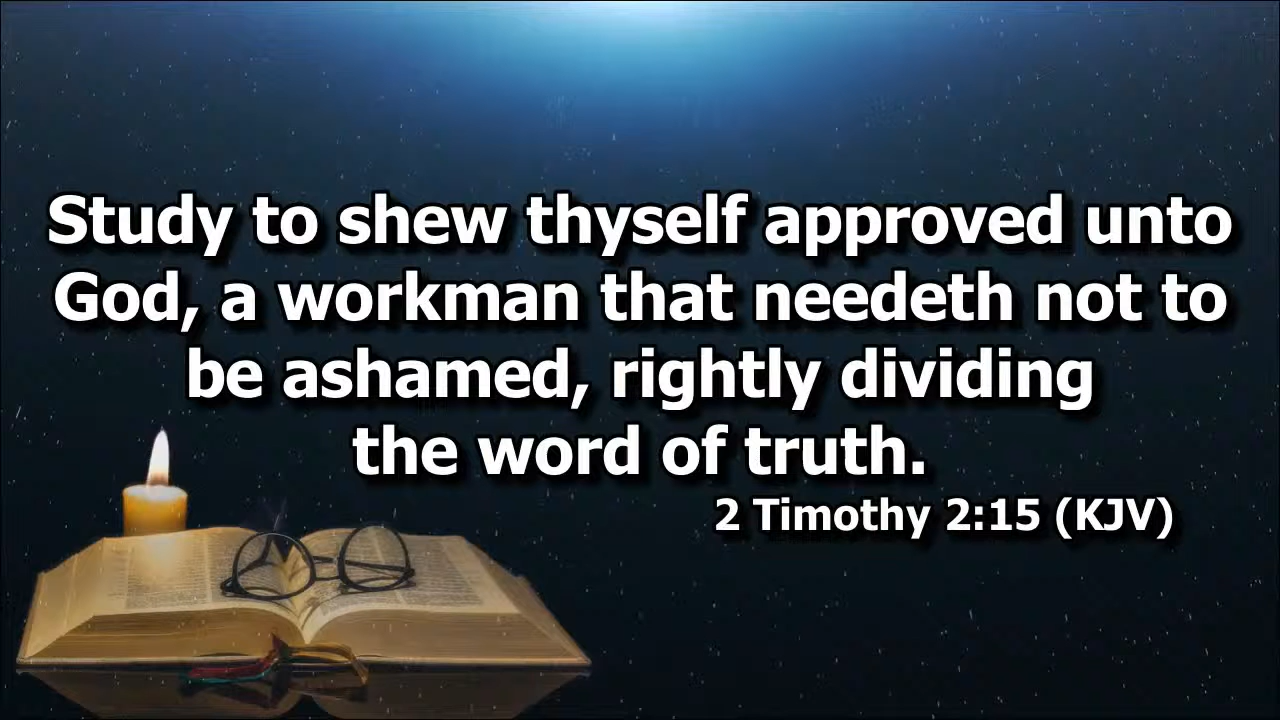 Study to shew thyself approved unto
God, a workman that needeth not to
be ashamed, rightly dividing
the word of truth.
2 Timothy 2:15 (KJV)